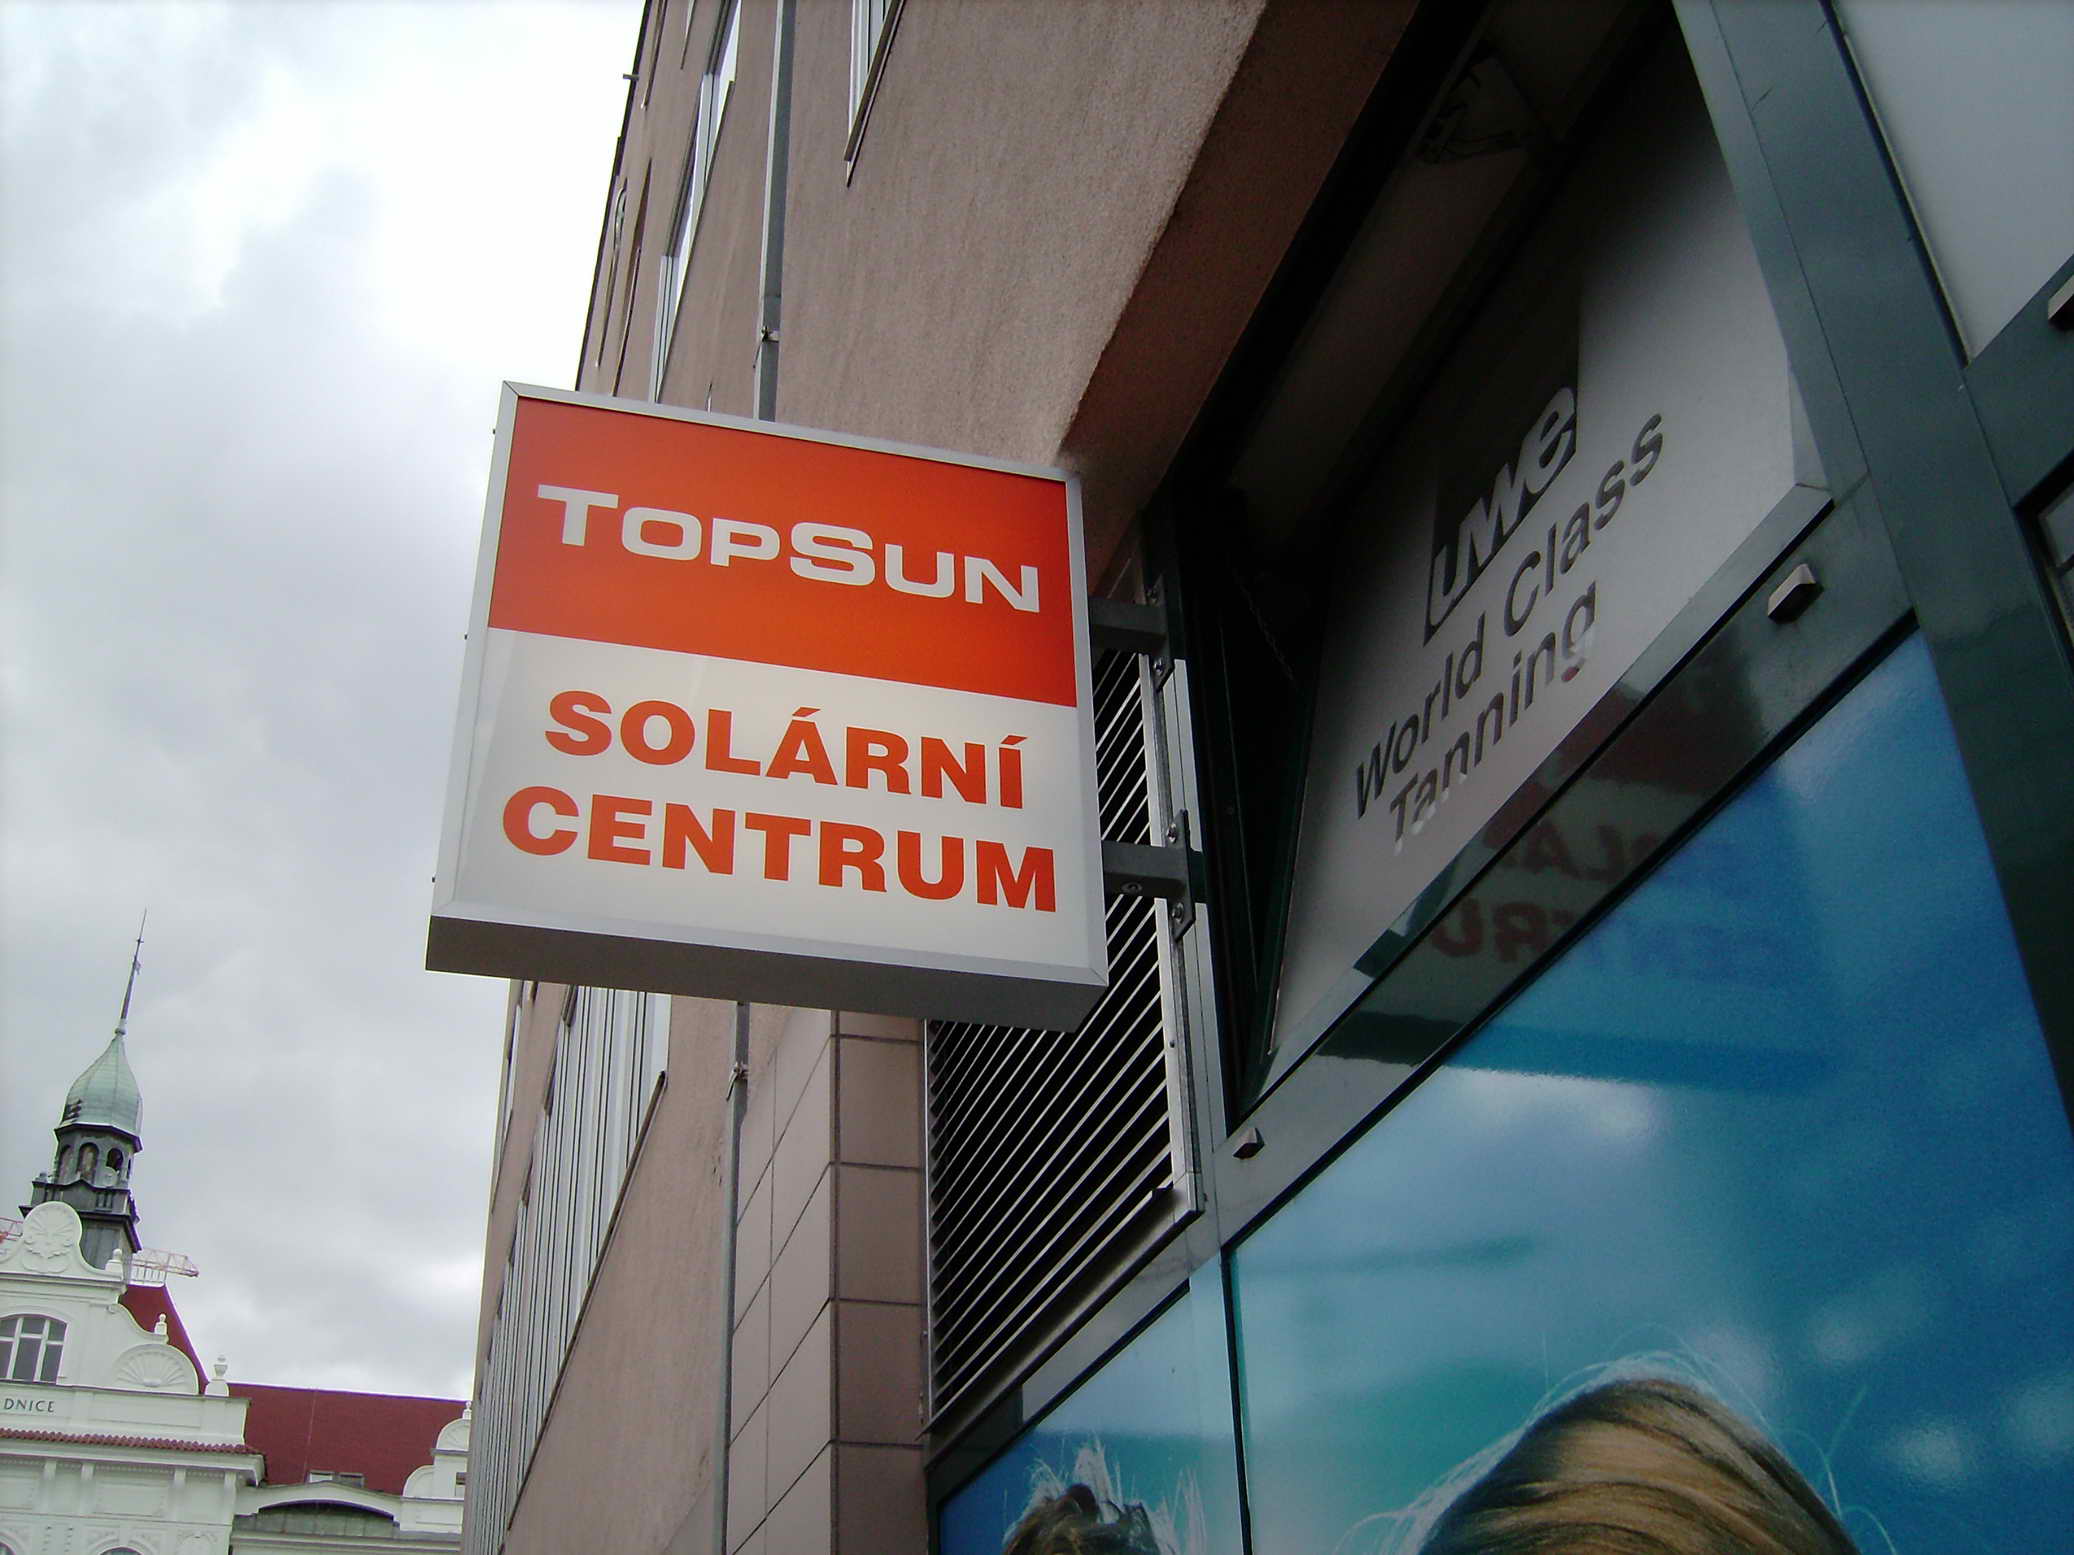 TOPSUN
SOLÁRNÍ
CENTRUM
uwe
World Class
Tanning
DNICE